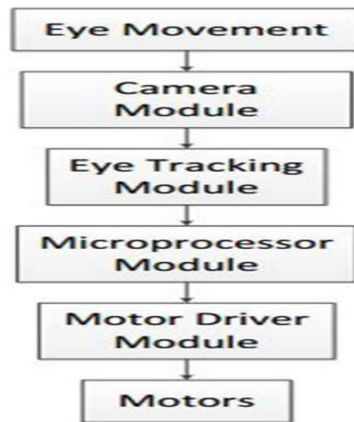 Eye Movement
Camera
Module
Eye Tracking
Module
Microprocessor
Module
Motor Driver
Module
Motors